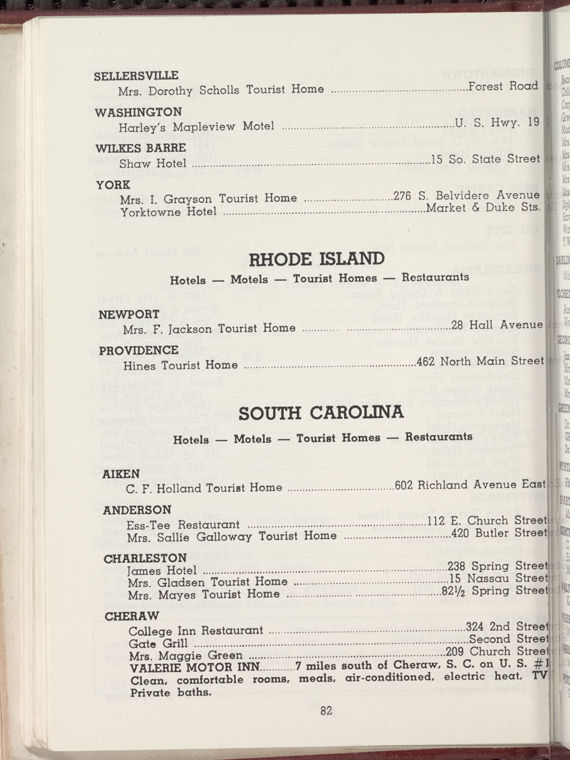 SELLERSVILLE
Mrs. Dorothy Scholls Tourist Home ........ Forest Road
WASHINGTON
Harley's Mapleview Motel ........ U. S. Hwy. 19
WILKES BARRE
Shaw Hotel ........ 15 So. State Street
YORK
Mrs. I. Grayson Tourist Home ........ 276 S. Belvidere Avenue
Yorktowne Hotel ........ Market & Duke Sts.
RHODE ISLAND
Hotels — Motels — Tourist Homes — Restaurants
NEWPORT
Mrs. F. Jackson Tourist Home ........ 28 Hall Avenue
PROVIDENCE
Hines Tourist Home ........ 462 North Main Street
SOUTH CAROLINA
Hotels — Motels — Tourist Homes — Restaurants
AIKEN
C. F. Holland Tourist Home ........ 602 Richland Avenue East
ANDERSON
Ess-Tee Restaurant ........ 112 E. Church Street
Mrs. Sallie Galloway Tourist Home ........ 420 Butler Street
CHARLESTON
James Hotel ........ 238 Spring Street
Mrs. Gladsen Tourist Home ........ 15 Nassau Street
Mrs. Mayes Tourist Home ........ 82½ Spring Street
CHERAW
College Inn Restaurant ........ 324 2nd Street
Gate Grill ........ Second Street
Mrs. Maggie Green ........ 209 Church Street
VALERIE MOTOR INN ........ 7 miles south of Cheraw, S. C. on U. S. #1
Clean, comfortable rooms, meals, air-conditioned, electric heat, TV
Private baths.
82